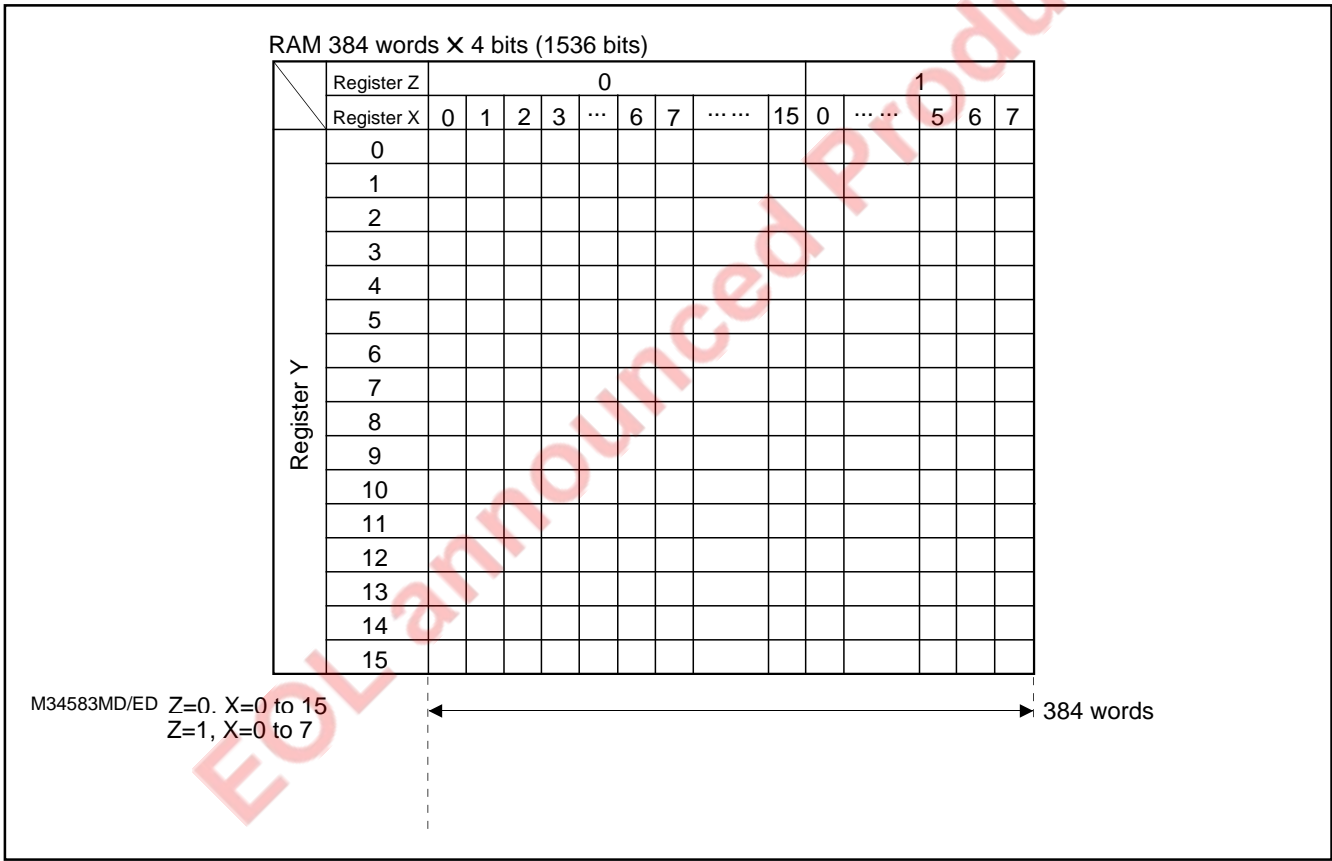 RAM 384 words × 4 bits (1536 bits)
Register Z 0 1
Register X 0 1 2 3 ... 6 7 ... ... 15 0 ... ... 5 6 7
Register Y
0
1
2
3
4
5
6
7
8
9
10
11
12
13
14
15
M34583MD/ED Z=0, X=0 to 15
Z=1, X=0 to 7
384 words
EOL announced Produ